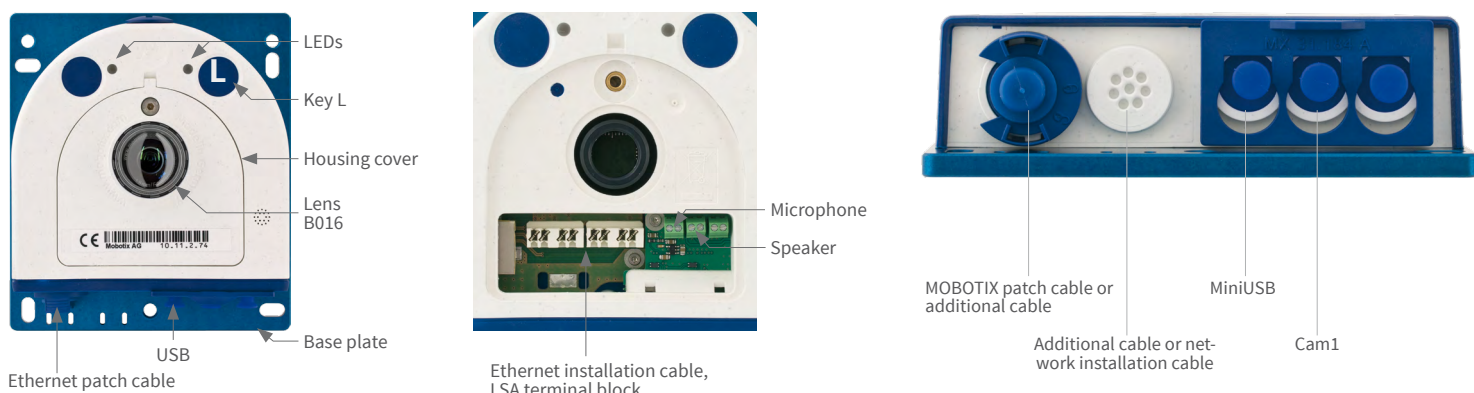 LEDs
L
Key L
Housing cover
Lens
B016
CE Mobotix AG 10.11.2.74
Base plate
USB
Ethernet patch cable
Microphone
Speaker
Ethernet installation cable,
LSA terminal block
MOBOTIX patch cable or
additional cable
Additional cable or net-
work installation cable
MiniUSB
Cam1